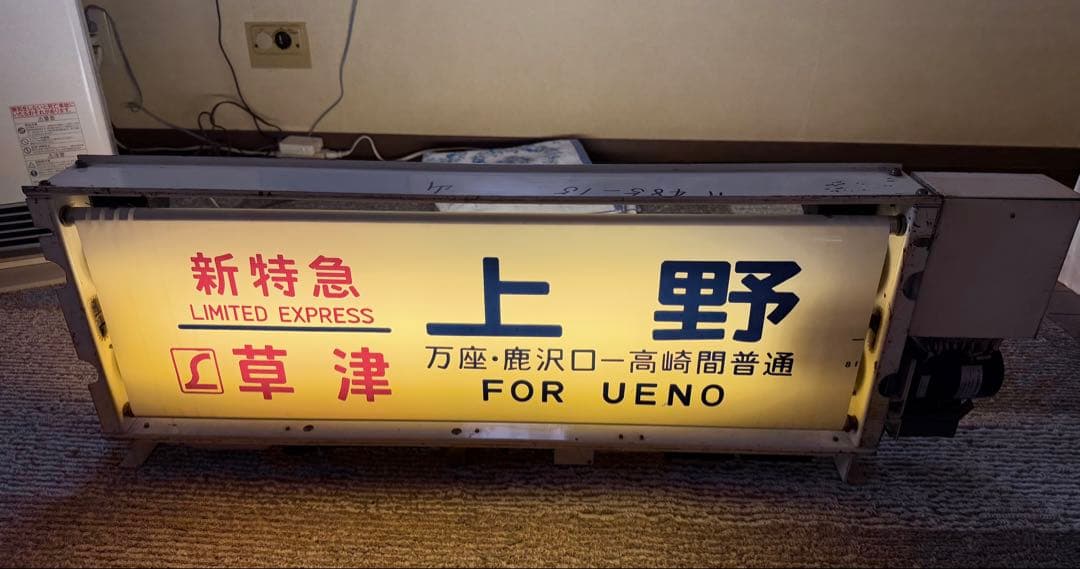 新特急
LIMITED EXPRESS
草津
上野
万座・鹿沢口ー高崎間普通
FOR UENO
81